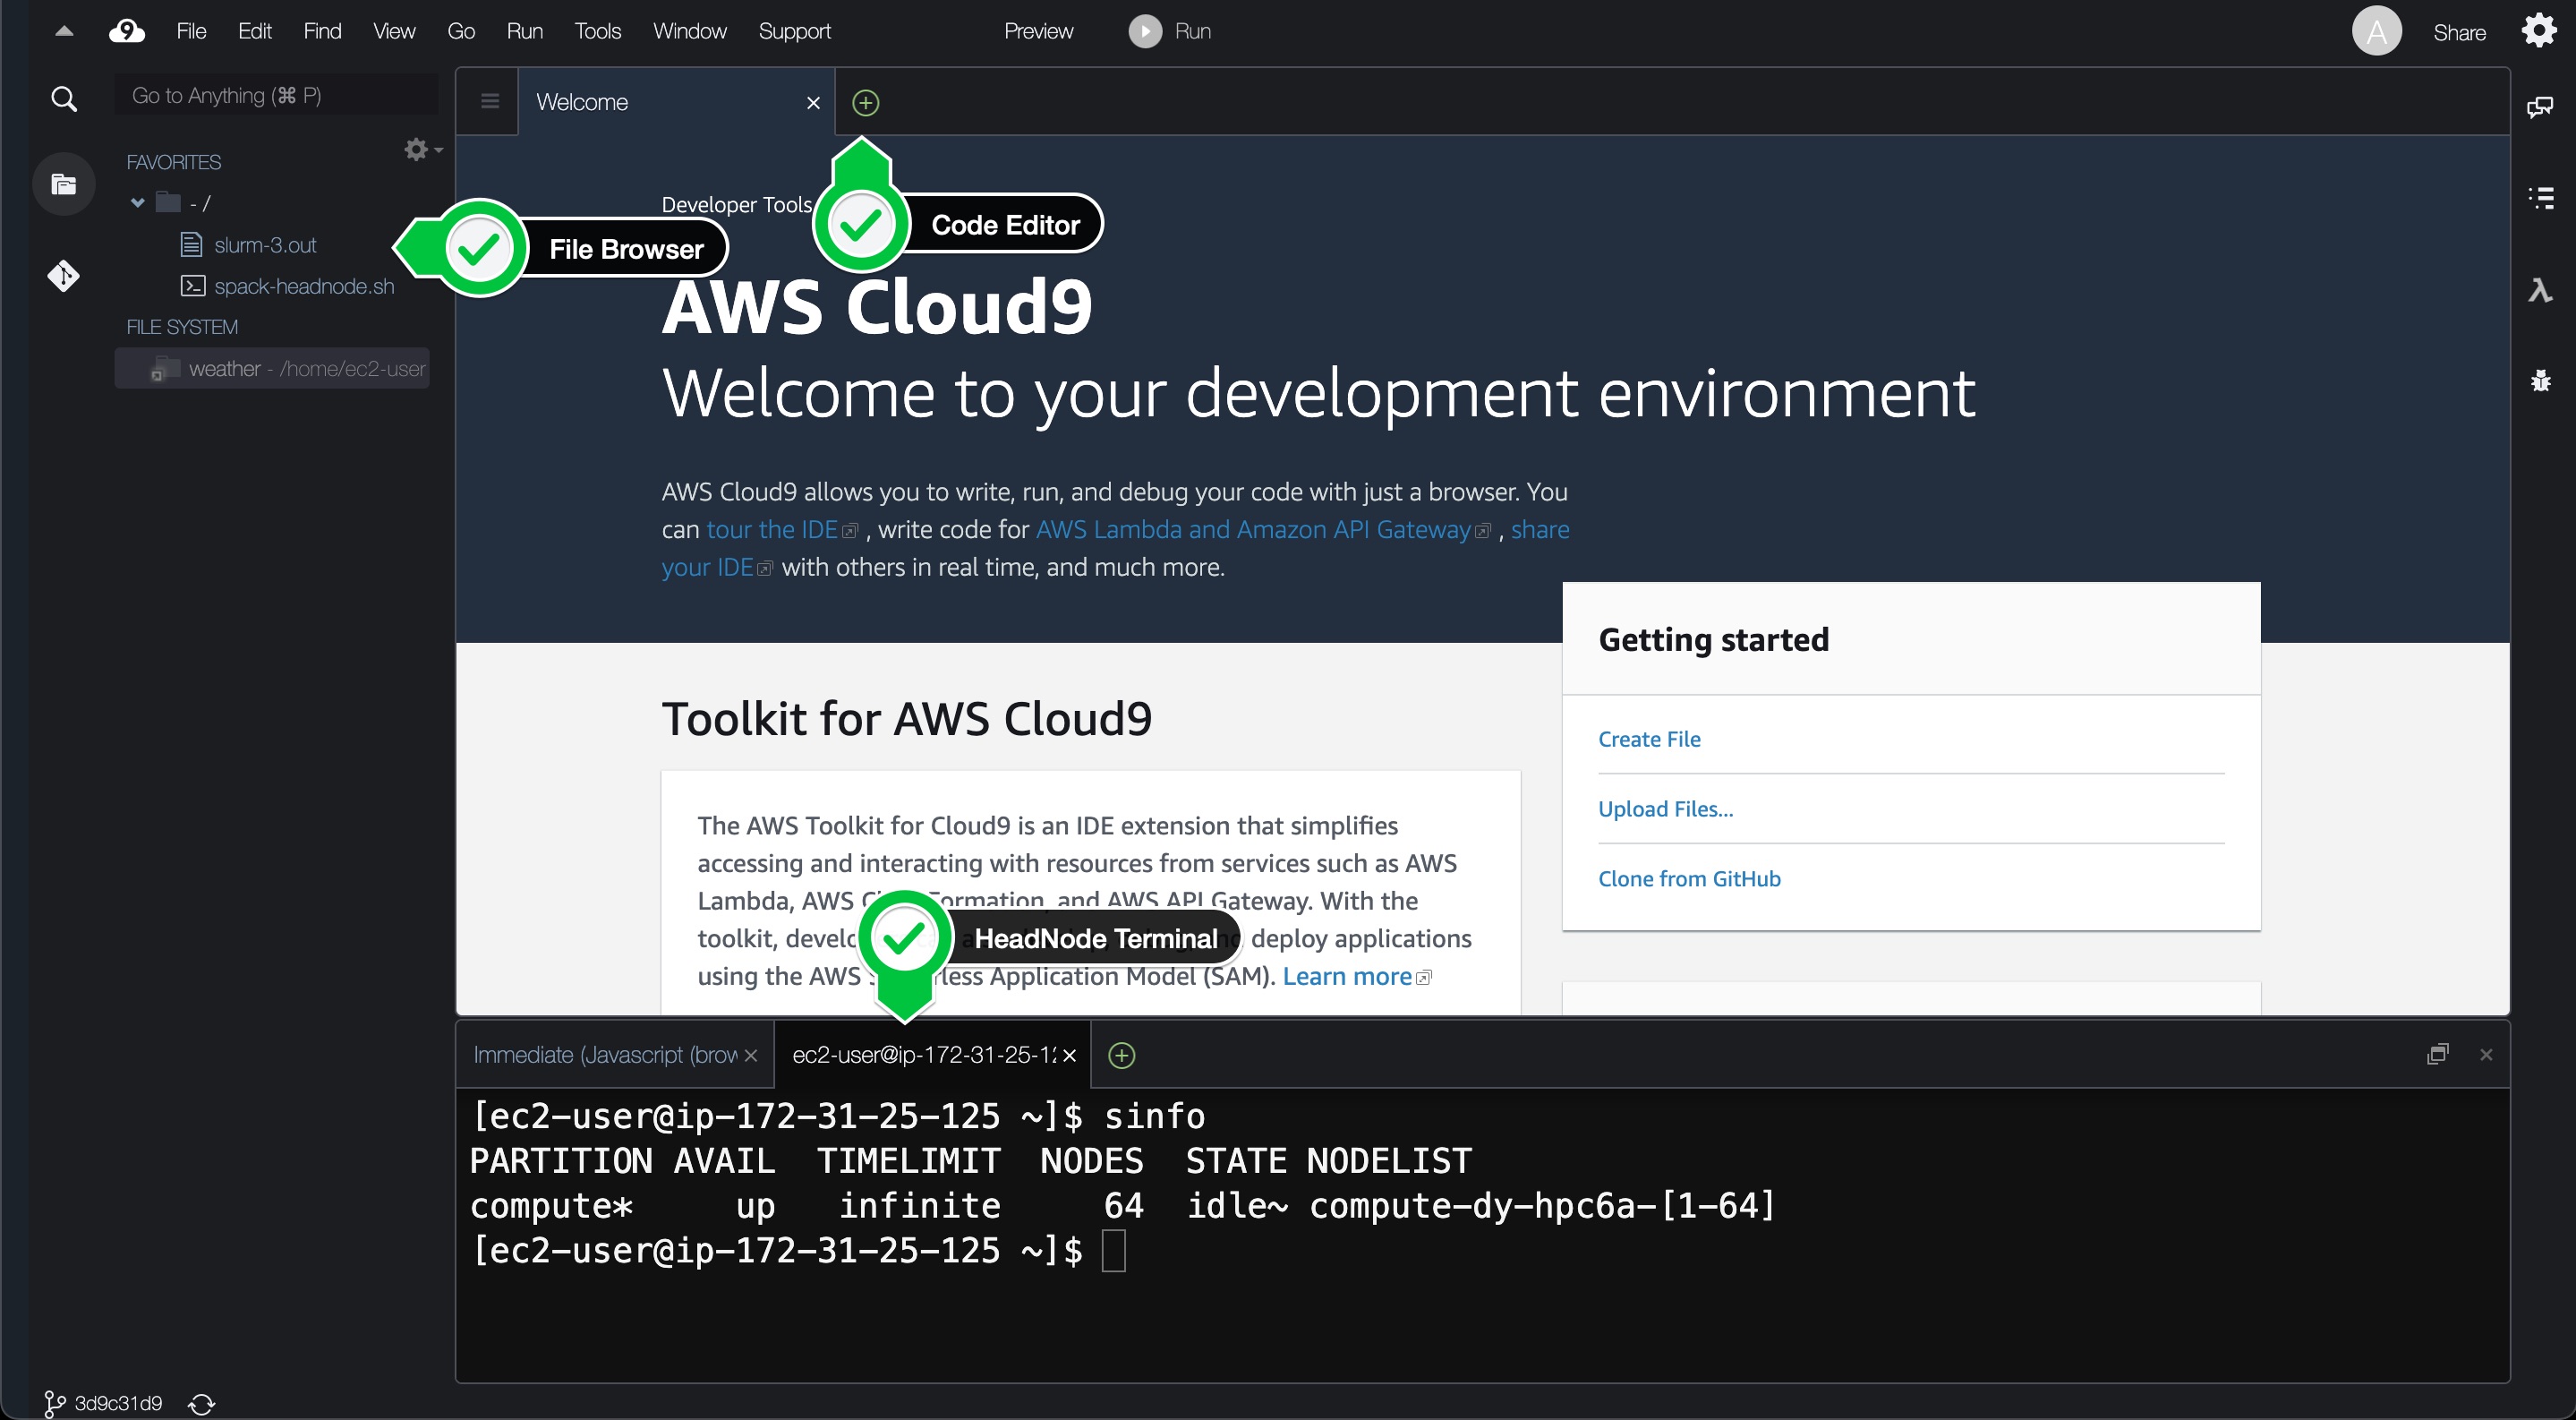 9 File Edit Find View Go Run Tools Window Support Preview Run A Share
Go to Anything (⌘ P)
FAVORITES
- /
slurm-3.out
spack-headnode.sh
FILE SYSTEM
weather - /home/ec2-user
Welcome
File Browser
Code Editor
Developer Tools
AWS Cloud9
Welcome to your development environment
AWS Cloud9 allows you to write, run, and debug your code with just a browser. You
can tour the IDE , write code for AWS Lambda and Amazon API Gateway , share
your IDE with others in real time, and much more.
Getting started
Create File
Upload Files...
Clone from GitHub
Toolkit for AWS Cloud9
The AWS Toolkit for Cloud9 is an IDE extension that simplifies
accessing and interacting with resources from services such as AWS
Lambda, AWS C Formation, and AWS API Gateway. With the
toolkit, develo deploy applications
using the AWS S rless Application Model (SAM). Learn more
HeadNode Terminal
Immediate (Javascript (brow
ec2-user@ip-172-31-25-12
[ec2-user@ip-172-31-25-125 ~]$ sinfo
PARTITION AVAIL TIMELIMIT NODES STATE NODELIST
compute* up infinite 64 idle~ compute-dy-hpc6a-[1-64]
[ec2-user@ip-172-31-25-125 ~]$
3d9c31d9